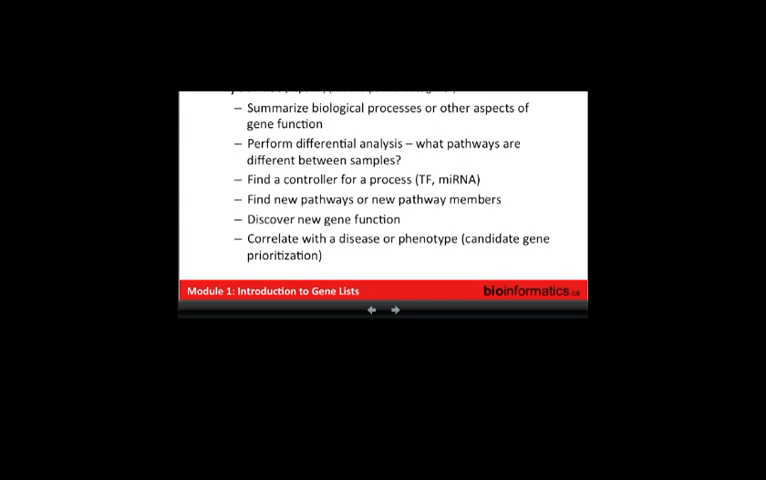 – Summarize biological processes or other aspects of
gene function
– Perform differential analysis – what pathways are
different between samples?
– Find a controller for a process (TF, miRNA)
– Find new pathways or new pathway members
– Discover new gene function
– Correlate with a disease or phenotype (candidate gene
prioritization)
Module 1: Introduction to Gene Lists
bioinformatics.ca